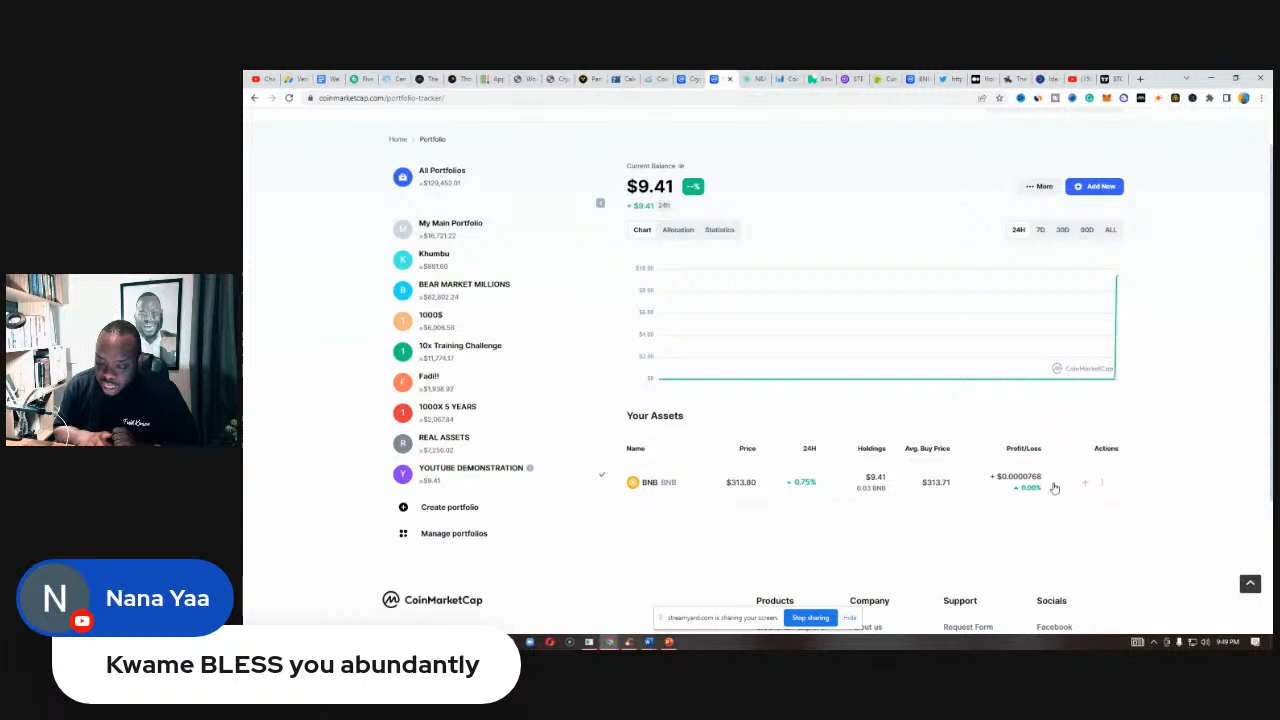 coinmarketcap.com/portfolio-tracker/
Home
Portfolio
All Portfolios
≈$129,452.01
My Main Portfolio
≈$16,721.22
Khumbu
≈$881.60
BEAR MARKET MILLIONS
≈$82,802.24
1000$
≈$6,006.58
10x Training Challenge
≈$11,774.17
Fadi!!
≈$1,938.92
1000X 5 YEARS
≈$2,067.84
REAL ASSETS
≈$7,250.02
YOUTUBE DEMONSTRATION
≈$9.41
Create portfolio
Manage portfolios
Current Balance
$9.41 --%
+ $9.41 24h
More
Add New
Chart Allocation Statistics
24H 7D 30D 90D ALL
$10.00
$8.00
$6.00
$4.00
$2.00
$0
CoinMarketCap
Your Assets
Name Price 24H Holdings Avg. Buy Price Profit/Loss Actions
BNB BNB $313.80 0.75% $9.41 $313.71 + $0.0000768
0.03 BNB 0.00%
CoinMarketCap
Products Company Support Socials
Request Form Facebook
streamyard.com is sharing your screen. Stop sharing Hide
9:49 PM
N Nana Yaa
Kwame BLESS you abundantly